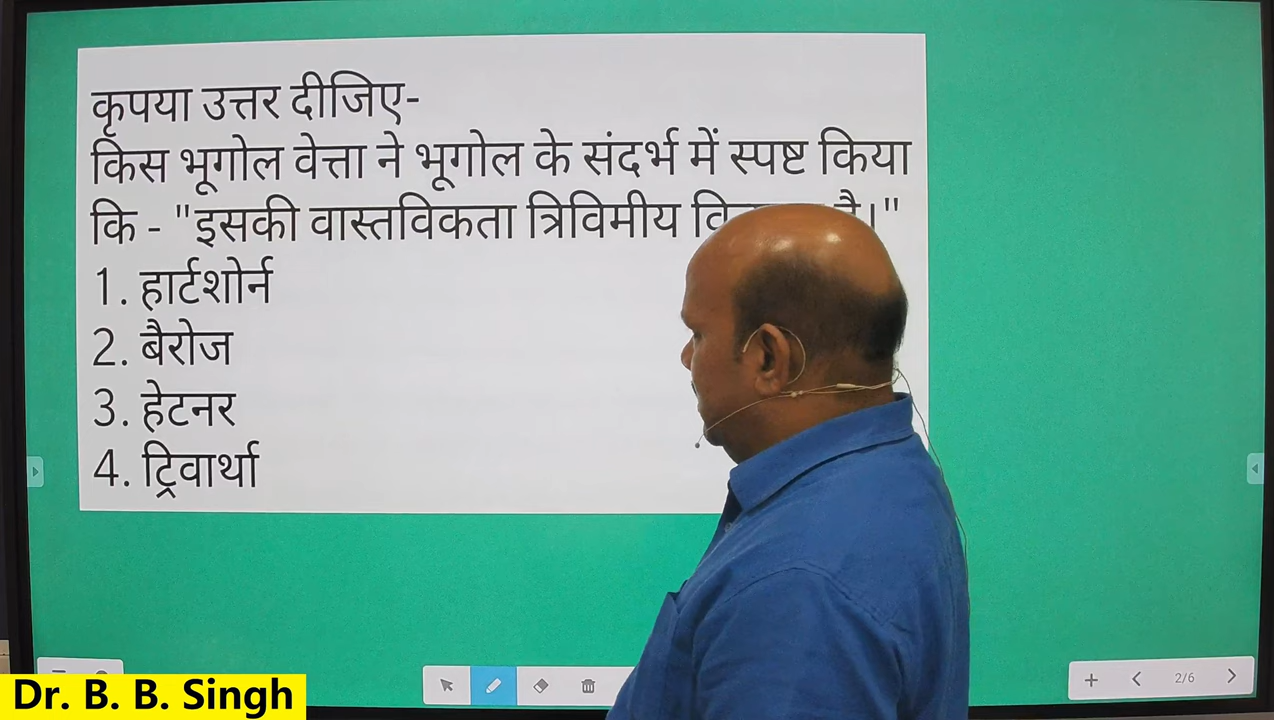 कृपया उत्तर दीजिए-
किस भूगोल वेत्ता ने भूगोल के संदर्भ में स्पष्ट किया
कि - "इसकी वास्तविकता त्रिविमीय है।"
1. हार्टशोर्न
2. बैरोज
3. हेटनर
4. ट्रिवार्था
2/6
Dr. B. B. Singh